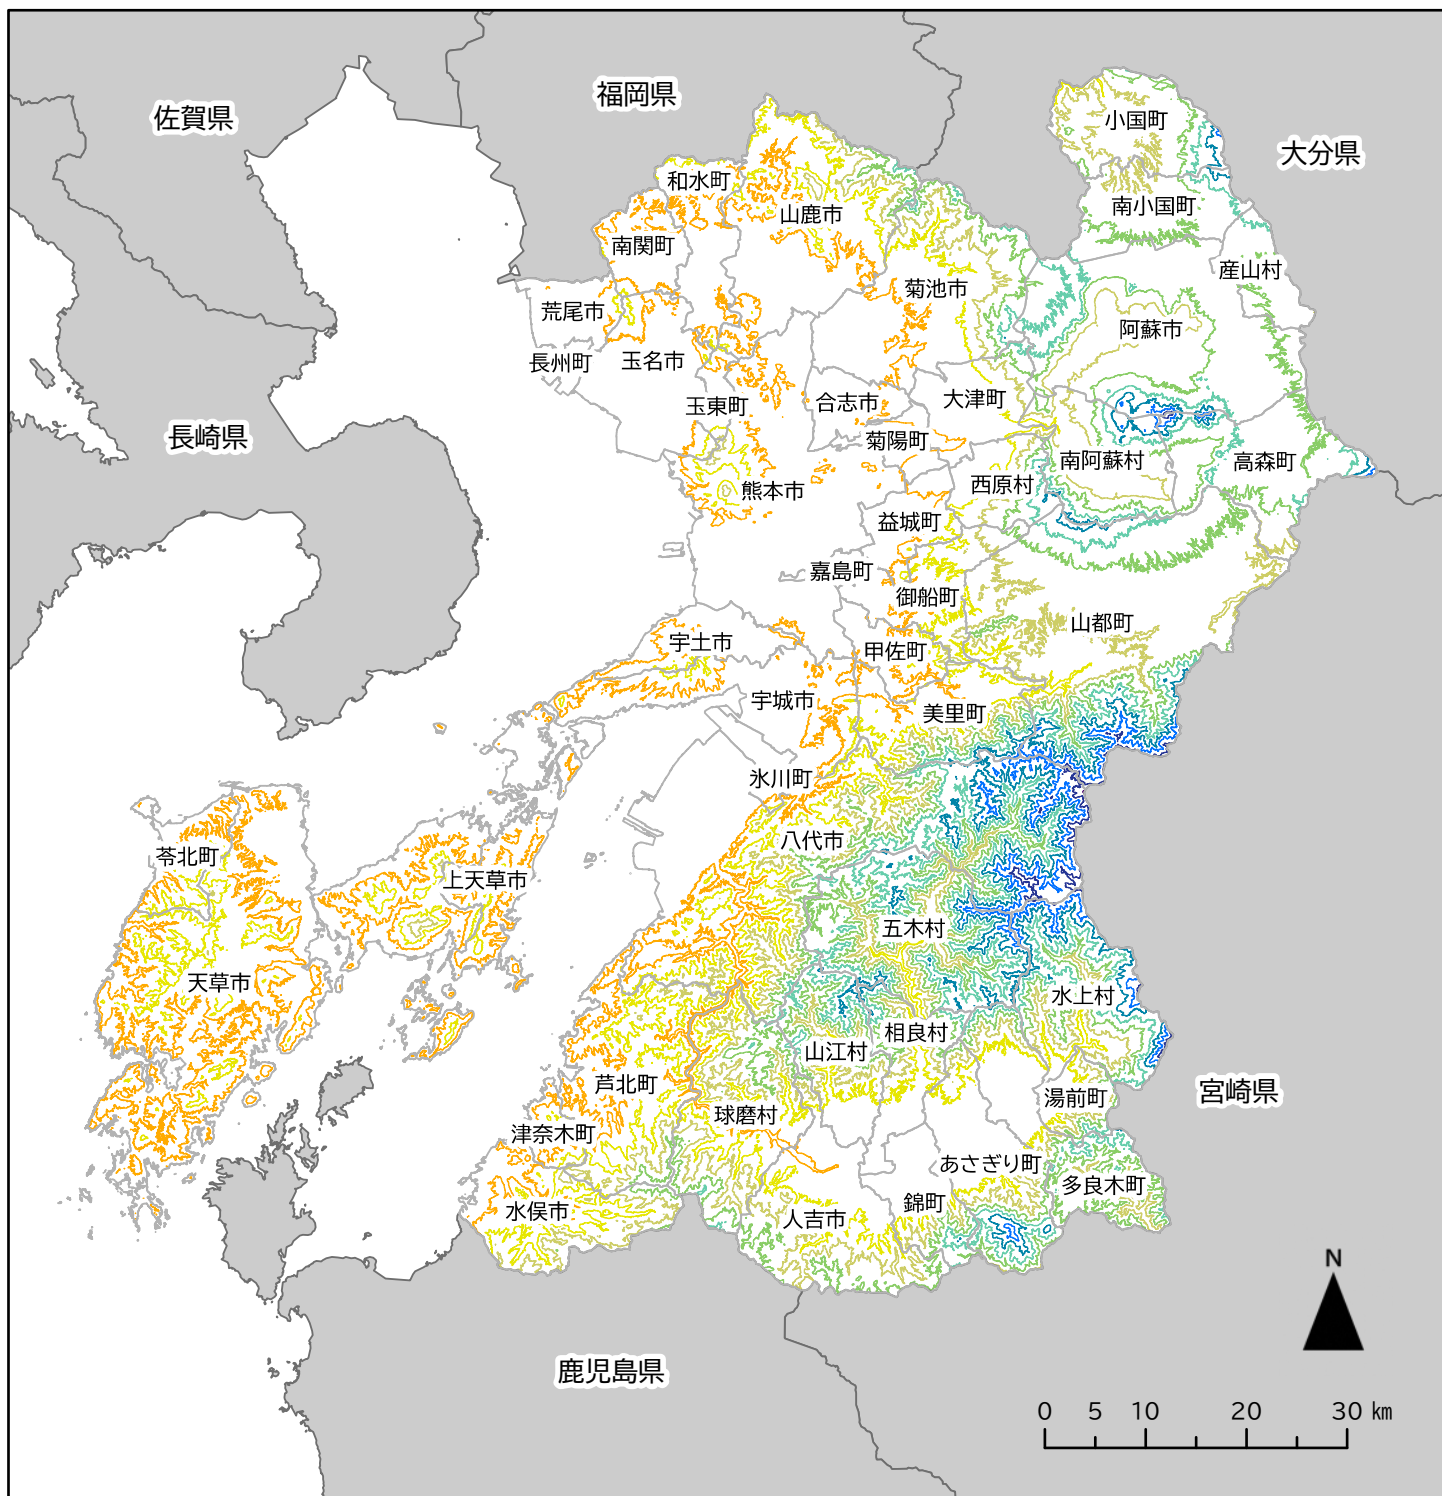 福岡県
佐賀県
小国町
大分県
和水町
山鹿市
南小国町
南関町
産山村
菊池市
荒尾市
阿蘇市
長州町
玉名市
大津町
玉東町
合志市
長崎県
菊陽町
南阿蘇村
高森町
西原村
熊本市
益城町
嘉島町
御船町
山都町
宇土市
甲佐町
宇城市
美里町
氷川町
八代市
苓北町
上天草市
五木村
天草市
水上村
相良村
山江村
芦北町
宮崎県
湯前町
球磨村
津奈木町
あさぎり町
多良木町
錦町
水俣市
人吉市
N
鹿児島県
0 5 10 20 30 ㎞